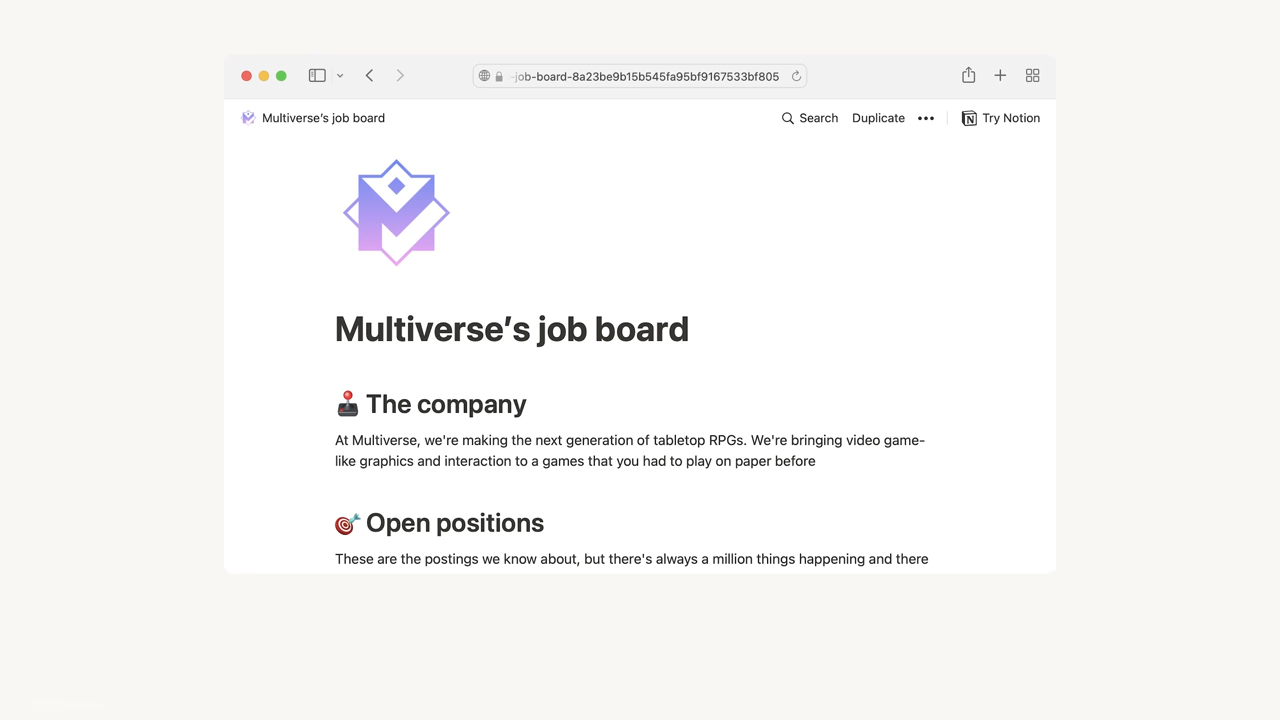 -job-board-8a23be9b15b545fa95bf9167533bf805
Multiverse’s job board
Search Duplicate ••• Try Notion
Multiverse’s job board
The company
At Multiverse, we're making the next generation of tabletop RPGs. We're bringing video game-
like graphics and interaction to a games that you had to play on paper before
Open positions
These are the postings we know about, but there's always a million things happening and there